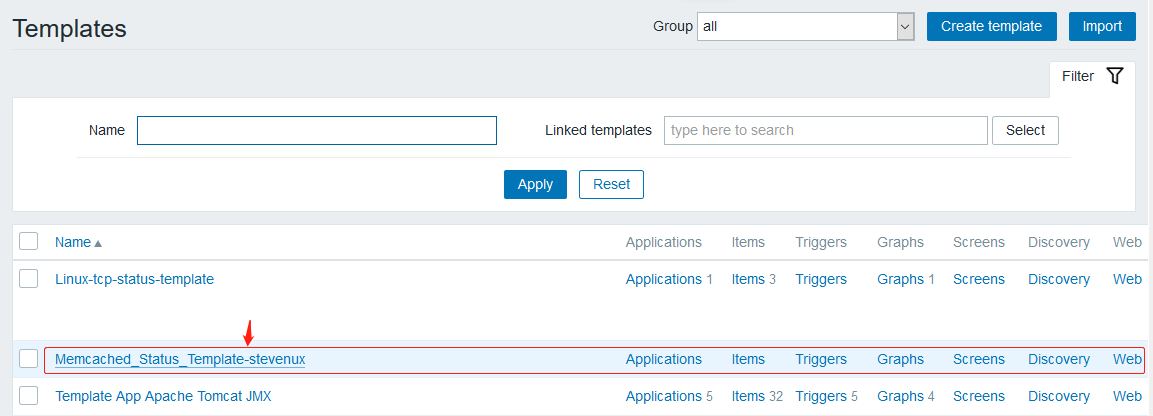 Templates Group all Create template Import
Filter
Name Linked templates type here to search Select
Apply Reset
Name Applications Items Triggers Graphs Screens Discovery Web
Linux-tcp-status-template Applications 1 Items 3 Triggers Graphs 1 Screens Discovery Web
Memcached_Status_Template-stevenux Applications Items Triggers Graphs Screens Discovery Web
Template App Apache Tomcat JMX Applications 5 Items 32 Triggers 5 Graphs 4 Screens Discovery Web